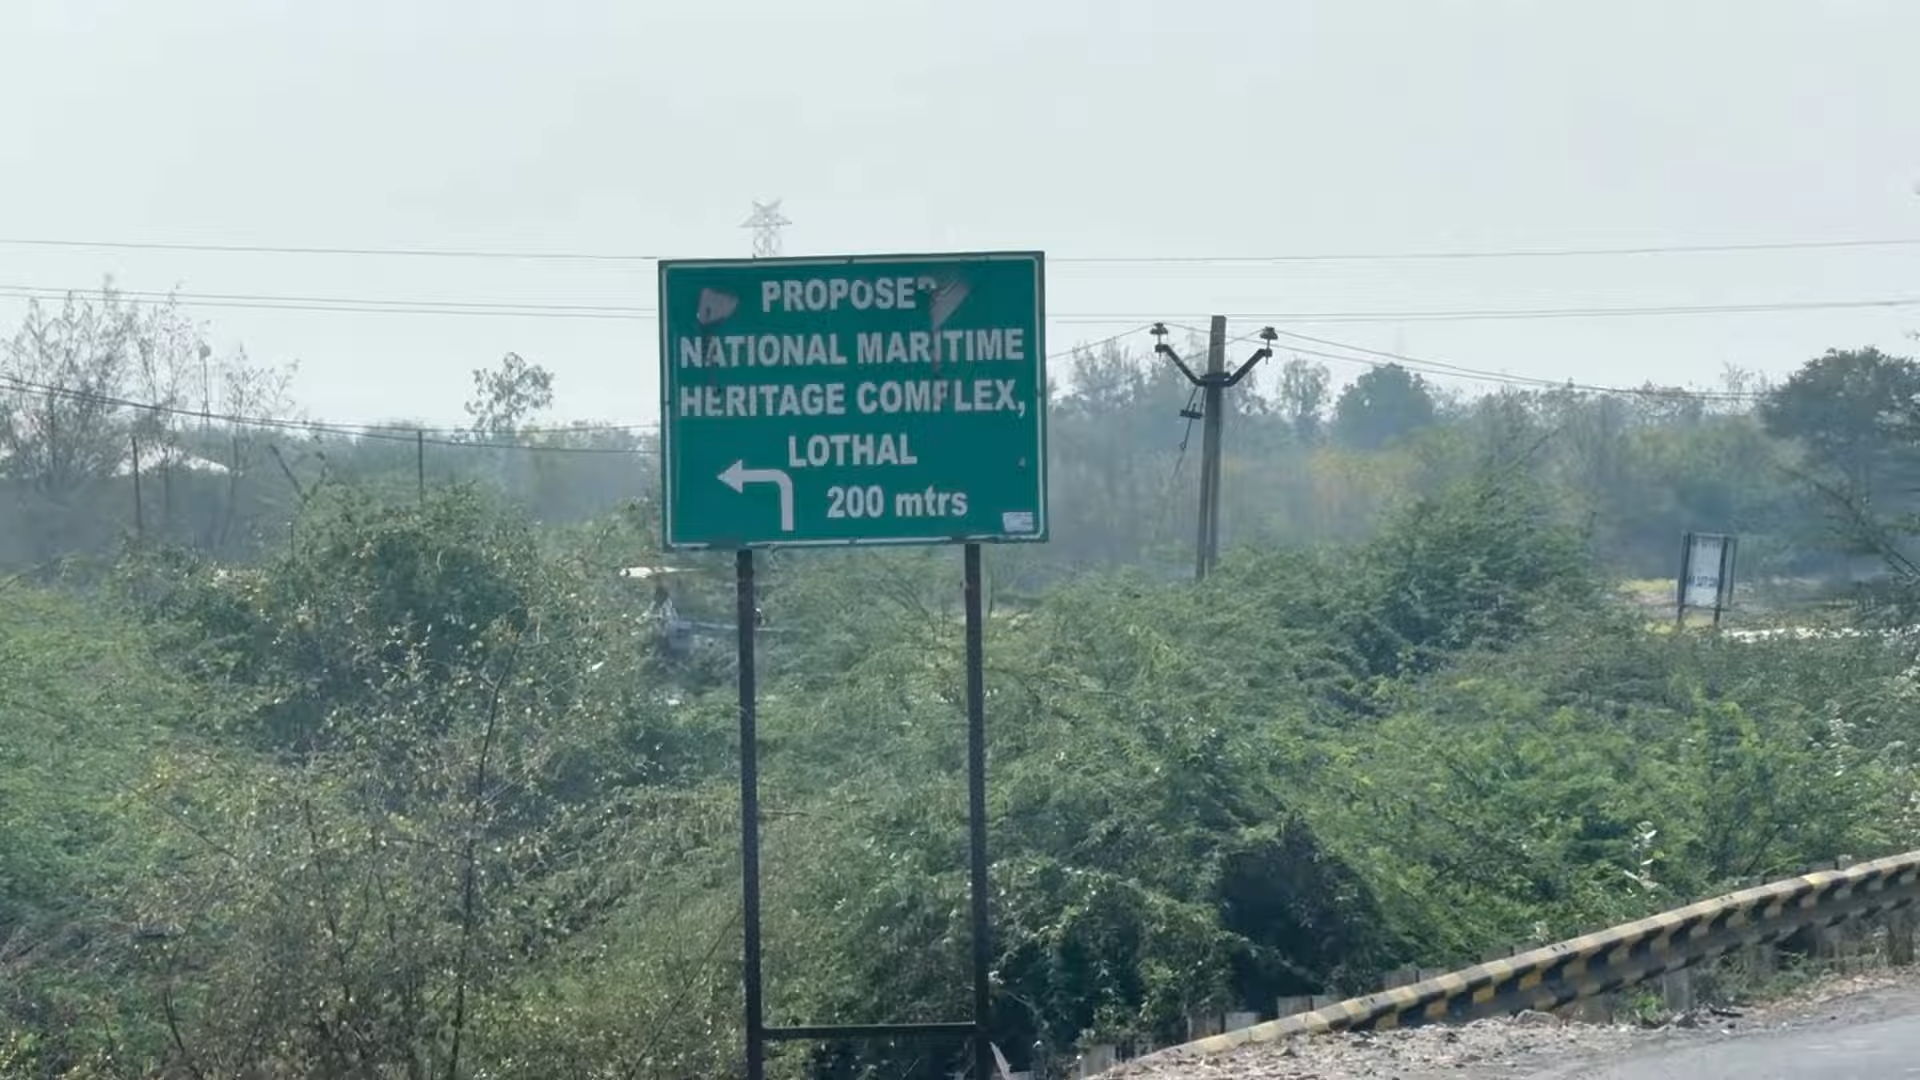 PROPOSED
NATIONAL MARITIME
HERITAGE COMPLEX,
LOTHAL
200 mtrs